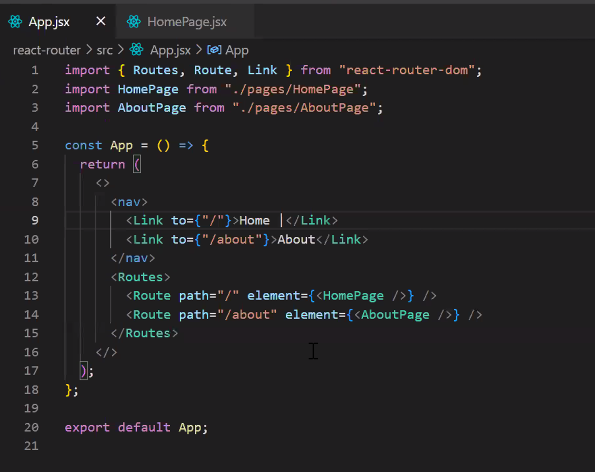 App.jsx × HomePage.jsx
react-router > src > App.jsx > App
1 import { Routes, Route, Link } from "react-router-dom";
2 import HomePage from "./pages/HomePage";
3 import AboutPage from "./pages/AboutPage";
4
5 const App = () => {
6 return (
7 <>
8 <nav>
9 <Link to={"/"}>Home </Link>
10 <Link to={"/about"}>About</Link>
11 </nav>
12 <Routes>
13 <Route path="/" element={<HomePage />} />
14 <Route path="/about" element={<AboutPage />} />
15 </Routes>
16 </>
17 );
18 };
19
20 export default App;
21